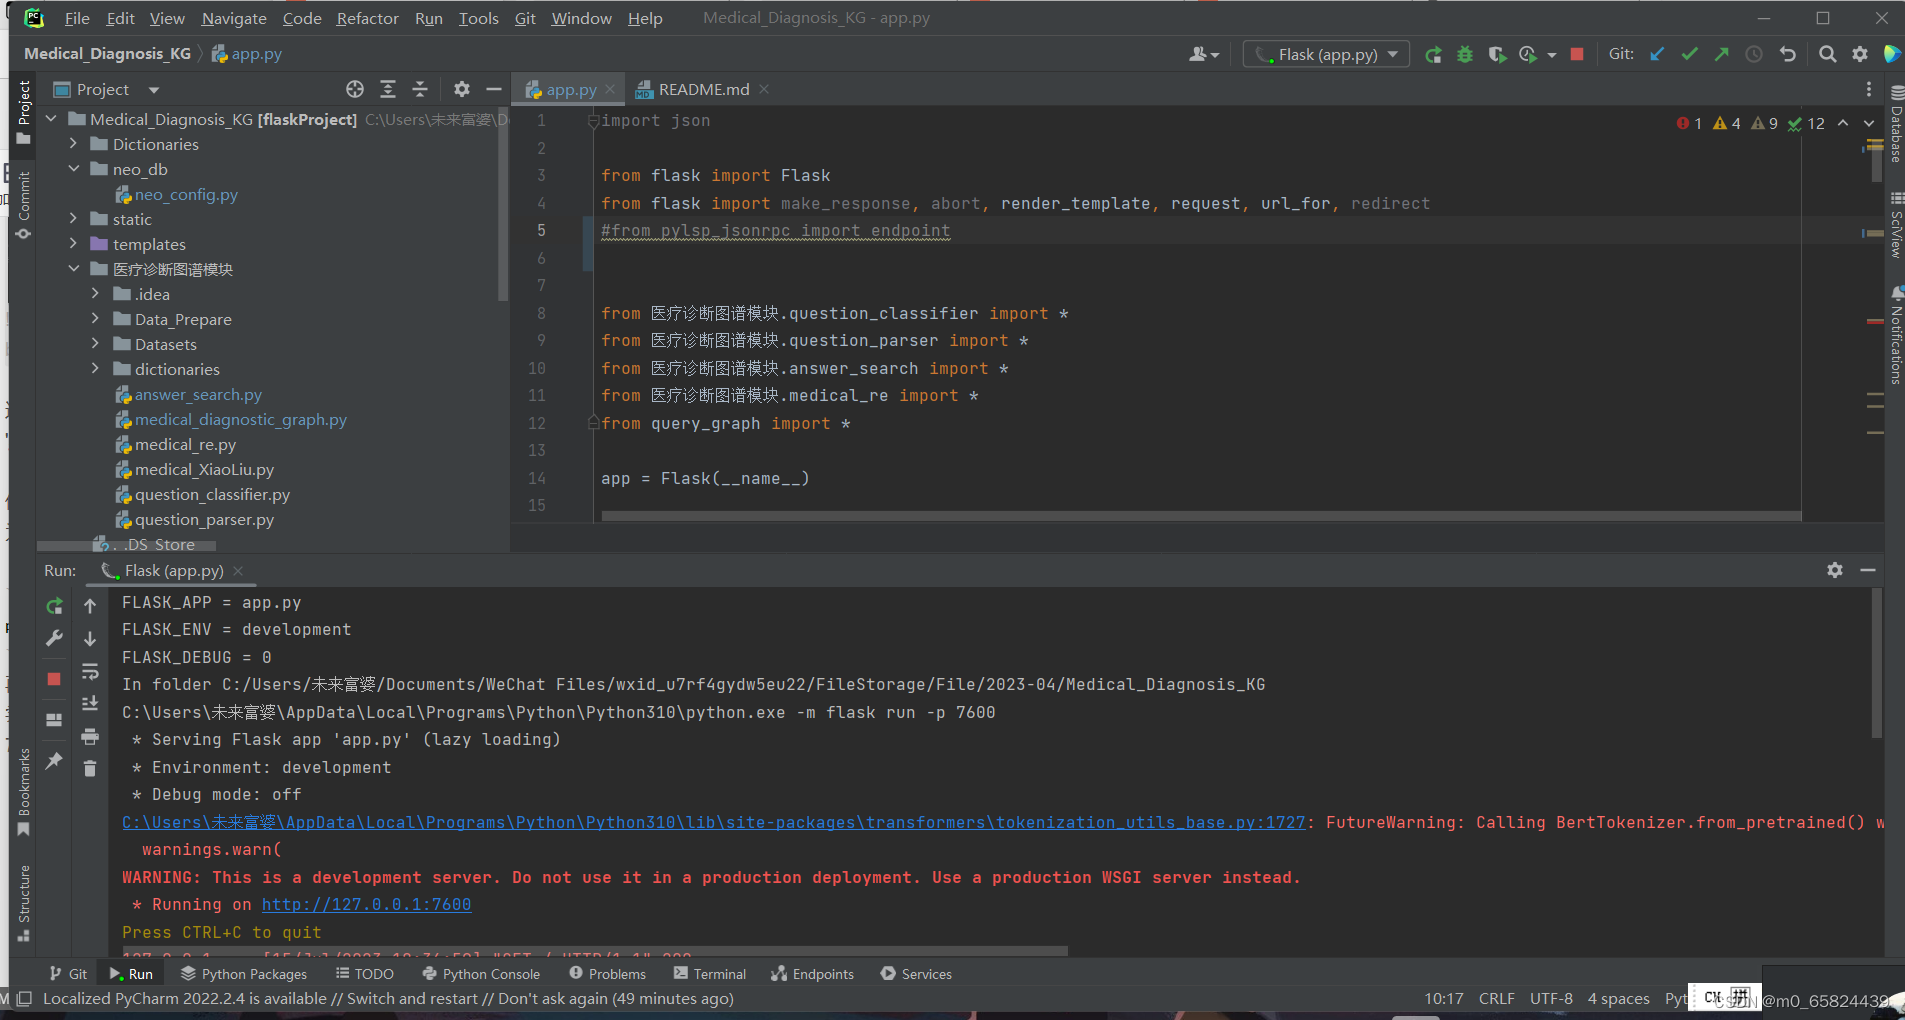 File Edit View Navigate Code Refactor Run Tools Git Window Help Medical_Diagnosis_KG - app.py
Medical_Diagnosis_KG app.py
Flask (app.py) Git:
Project
app.py
README.md
Medical_Diagnosis_KG [flaskProject] C:\Users\未来富婆\D
Dictionaries
neo_db
neo_config.py
static
templates
医疗诊断图谱模块
.idea
Data_Prepare
Datasets
dictionaries
answer_search.py
medical_diagnostic_graph.py
medical_re.py
medical_XiaoLiu.py
question_classifier.py
question_parser.py
.DS_Store
1 import json
2
3 from flask import Flask
4 from flask import make_response, abort, render_template, request, url_for, redirect
5 #from pylsp_jsonrpc import endpoint
6
7
8 from 医疗诊断图谱模块.question_classifier import *
9 from 医疗诊断图谱模块.question_parser import *
10 from 医疗诊断图谱模块.answer_search import *
11 from 医疗诊断图谱模块.medical_re import *
12 from query_graph import *
13
14 app = Flask(__name__)
15
1 4 9 12
Project
Commit
Bookmarks
Structure
Database
SciView
Notifications
Run: Flask (app.py)
FLASK_APP = app.py
FLASK_ENV = development
FLASK_DEBUG = 0
In folder C:/Users/未来富婆/Documents/WeChat Files/wxid_u7rf4gydw5eu22/FileStorage/File/2023-04/Medical_Diagnosis_KG
C:\Users\未来富婆\AppData\Local\Programs\Python\Python310\python.exe -m flask run -p 7600
* Serving Flask app 'app.py' (lazy loading)
* Environment: development
* Debug mode: off
C:\Users\未来富婆\AppData\Local\Programs\Python\Python310\lib\site-packages\transformers\tokenization_utils_base.py:1727: FutureWarning: Calling BertTokenizer.from_pretrained() w
warnings.warn(
WARNING: This is a development server. Do not use it in a production deployment. Use a production WSGI server instead.
* Running on http://127.0.0.1:7600
Press CTRL+C to quit
Git Run Python Packages TODO Python Console Problems Terminal Endpoints Services
Localized PyCharm 2022.2.4 is available // Switch and restart // Don't ask again (49 minutes ago) 10:17 CRLF UTF-8 4 spaces Pyt
CSDN @m0_65824439